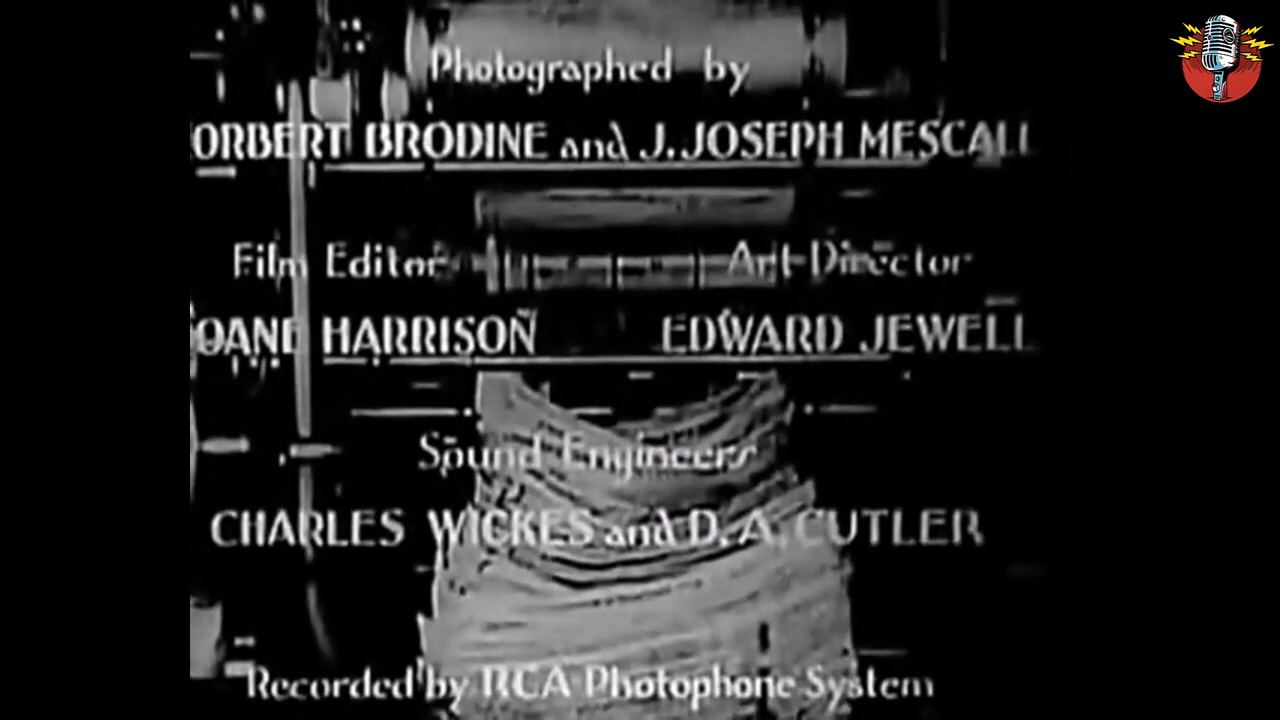 Photographed by
ORBERT BRODINE and J. JOSEPH MESCALL
Film Editor Art Director
OANE HARRISON EDWARD JEWELL
Sound Engineers
CHARLES WICKES and D. A. CUTLER
Recorded by RCA Photophone System